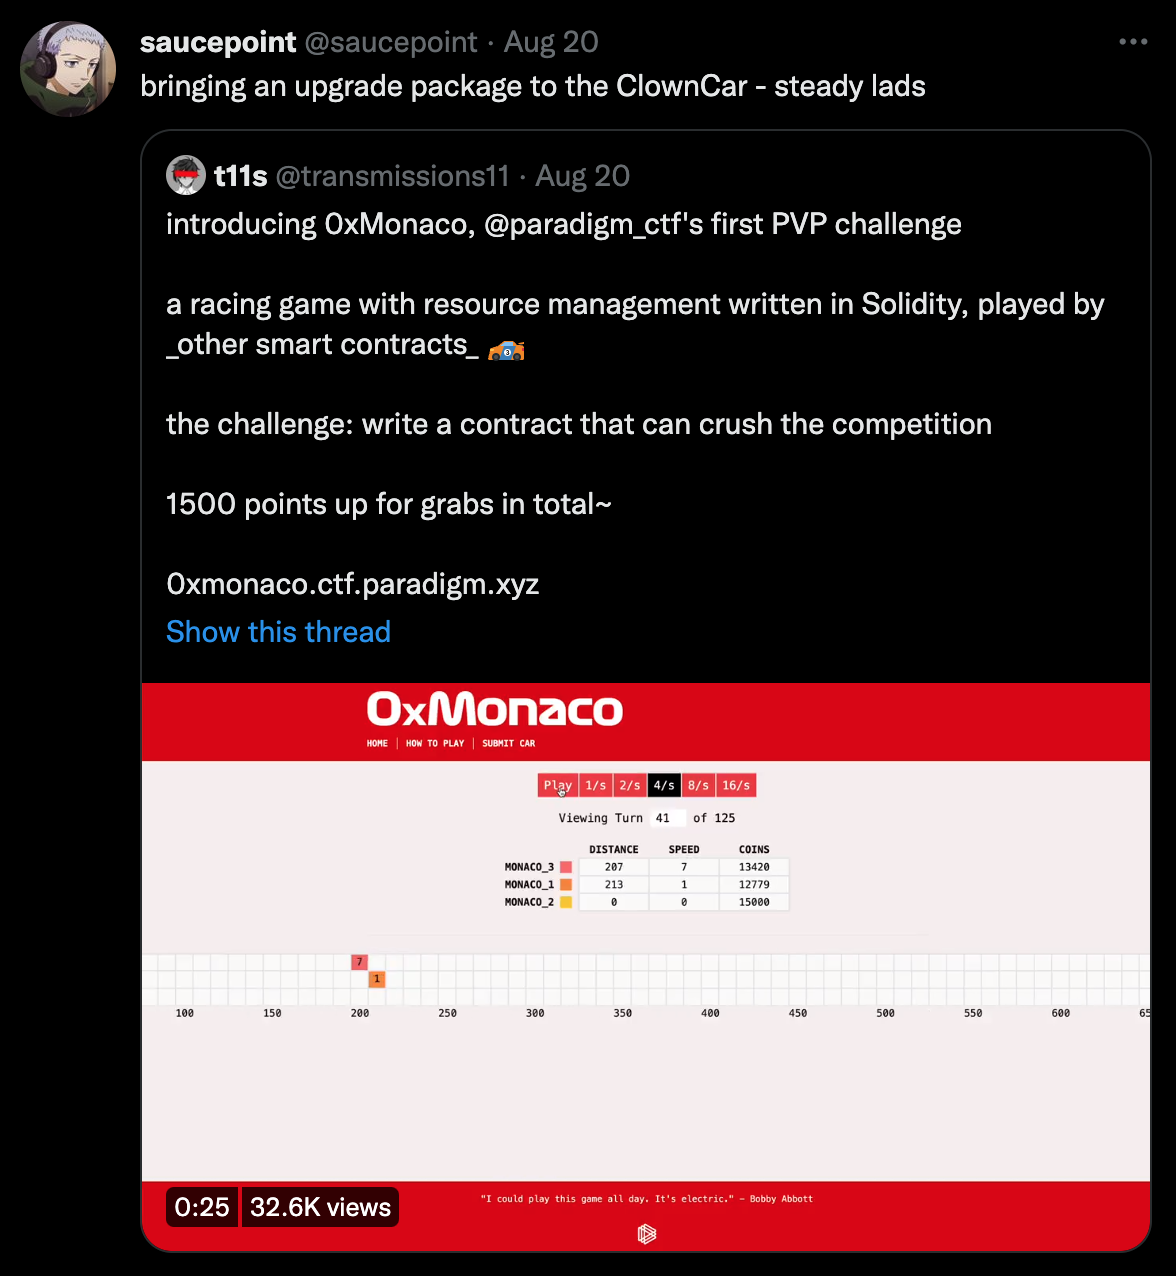 saucepoint @saucepoint · Aug 20
bringing an upgrade package to the ClownCar - steady lads
t11s @transmissions11 · Aug 20
introducing 0xMonaco, @paradigm_ctf's first PVP challenge
a racing game with resource management written in Solidity, played by
_other smart contracts_
3
the challenge: write a contract that can crush the competition
1500 points up for grabs in total~
0xmonaco.ctf.paradigm.xyz
Show this thread
0xMonaco
HOME | HOW TO PLAY | SUBMIT CAR
Play 1/s 2/s 4/s 8/s 16/s
Viewing Turn 41 of 125
DISTANCE SPEED COINS
MONACO_3 207 7 13420
MONACO_1 213 1 12779
MONACO_2 0 0 15000
7
1
100 150 200 250 300 350 400 450 500 550 600 65
0:25 32.6K views
"I could play this game all day. It's electric." – Bobby Abbott